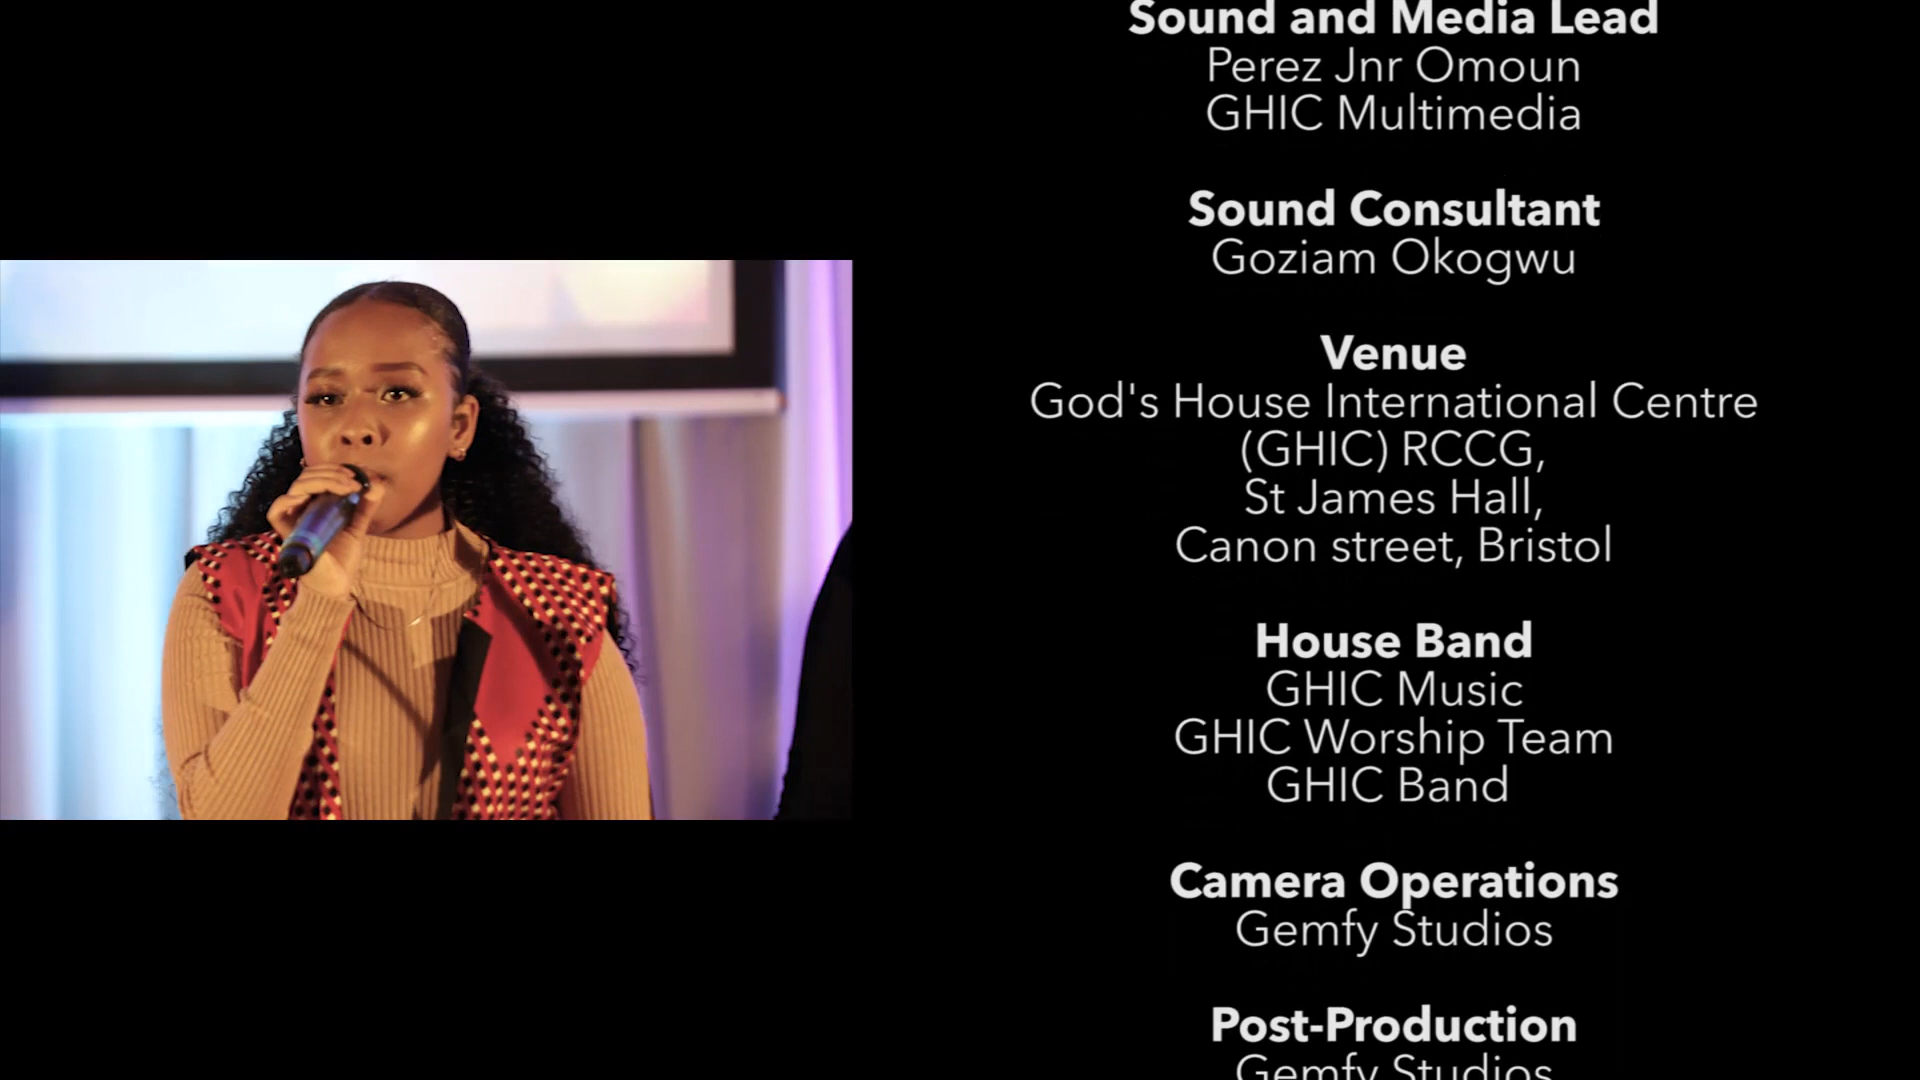 Sound and Media Lead
Perez Jnr Omoun
GHIC Multimedia
Sound Consultant
Goziam Okogwu
Venue
God's House International Centre
(GHIC) RCCG,
St James Hall,
Canon street, Bristol
House Band
GHIC Music
GHIC Worship Team
GHIC Band
Camera Operations
Gemfy Studios
Post-Production
Gemfy Studios